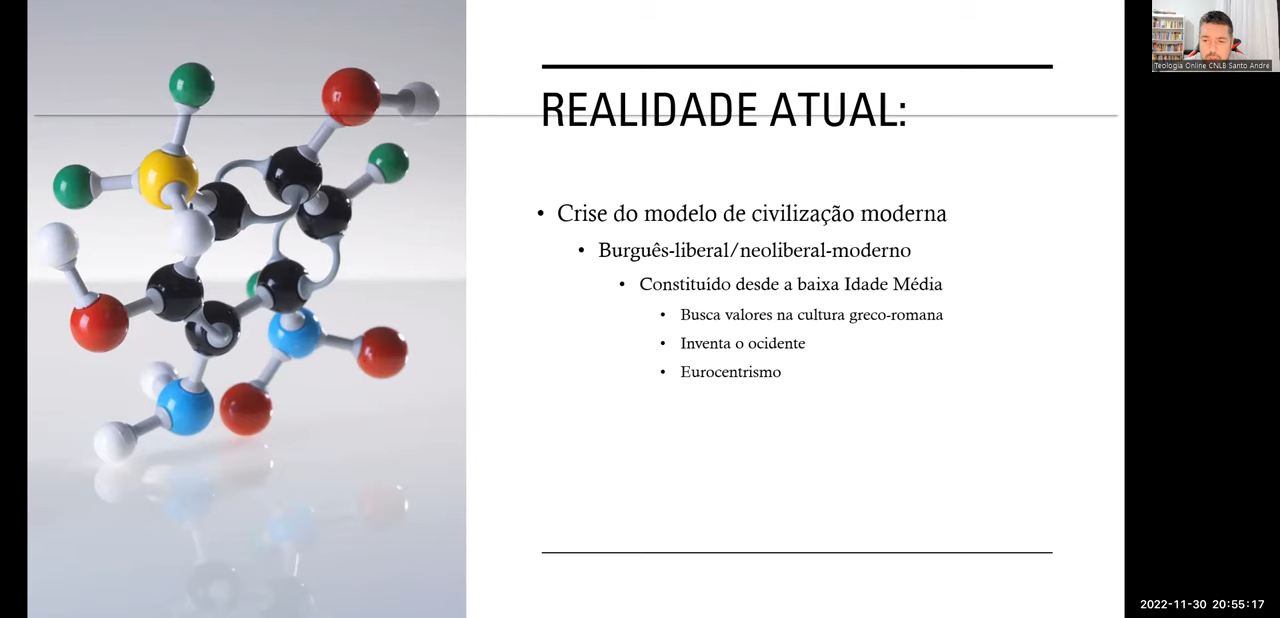 Teologia Online CNLB Santo André
REALIDADE ATUAL:
• Crise do modelo de civilização moderna
• Burguês-liberal/neoliberal-moderno
• Constituído desde a baixa Idade Média
• Busca valores na cultura greco-romana
• Inventa o ocidente
• Eurocentrismo
2022-11-30 20:55:17